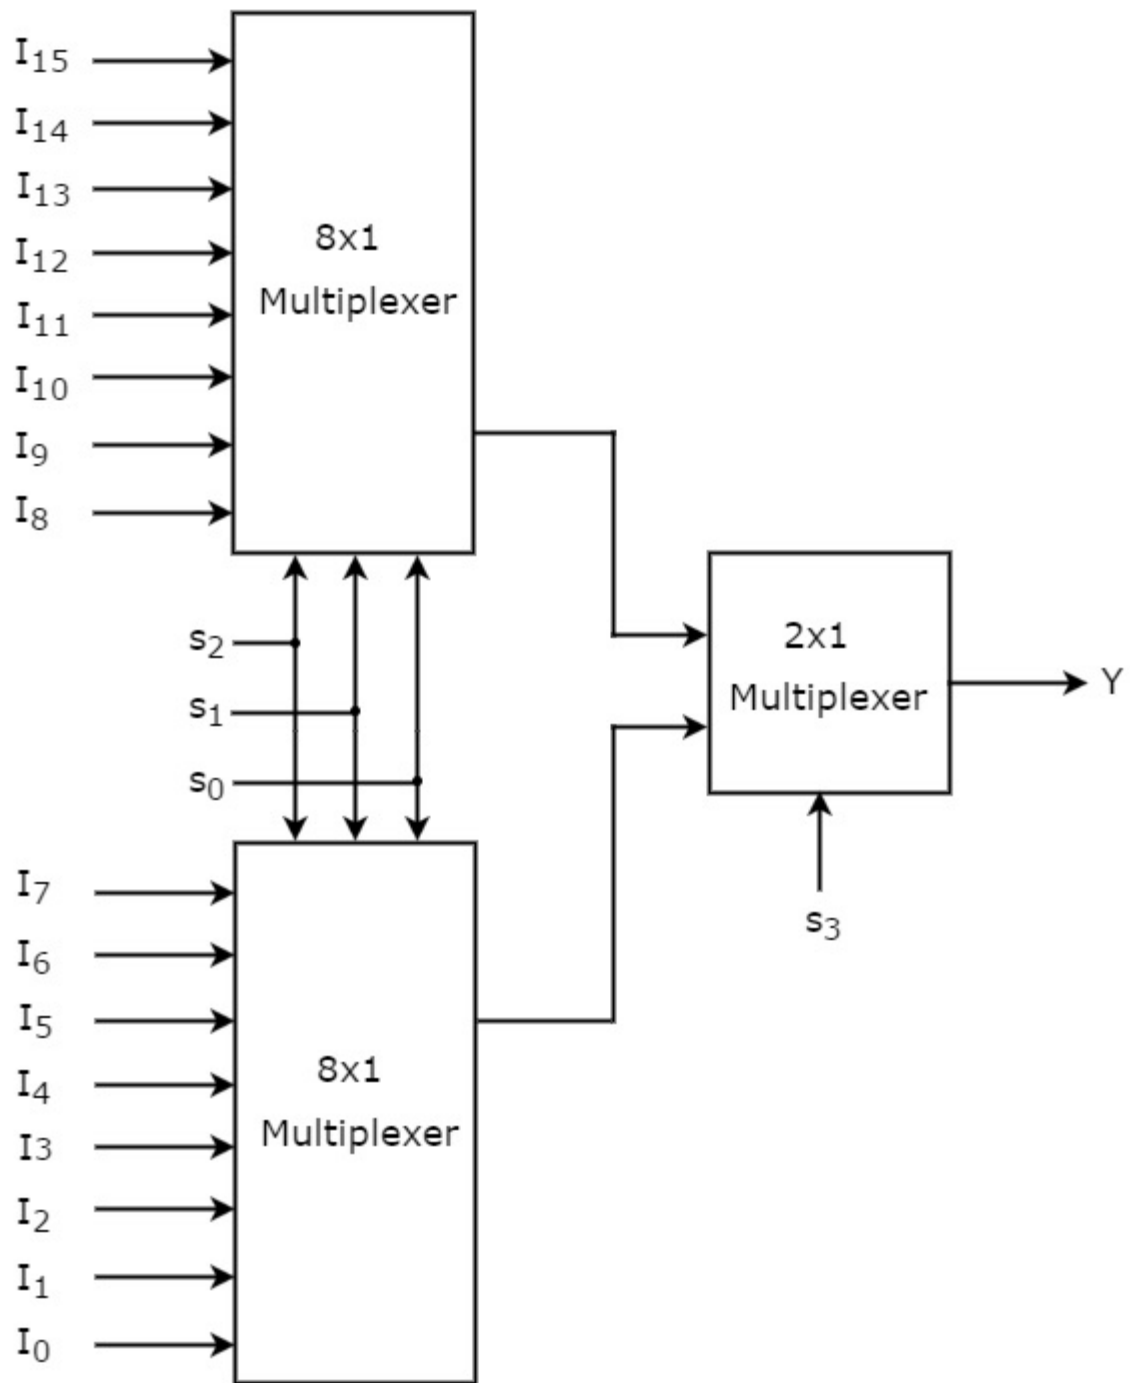 I15
I14
I13
I12
I11
I10
I9
I8
8x1
Multiplexer
s2
s1
s0
2x1
Multiplexer
Y
s3
I7
I6
I5
I4
I3
I2
I1
I0
8x1
Multiplexer